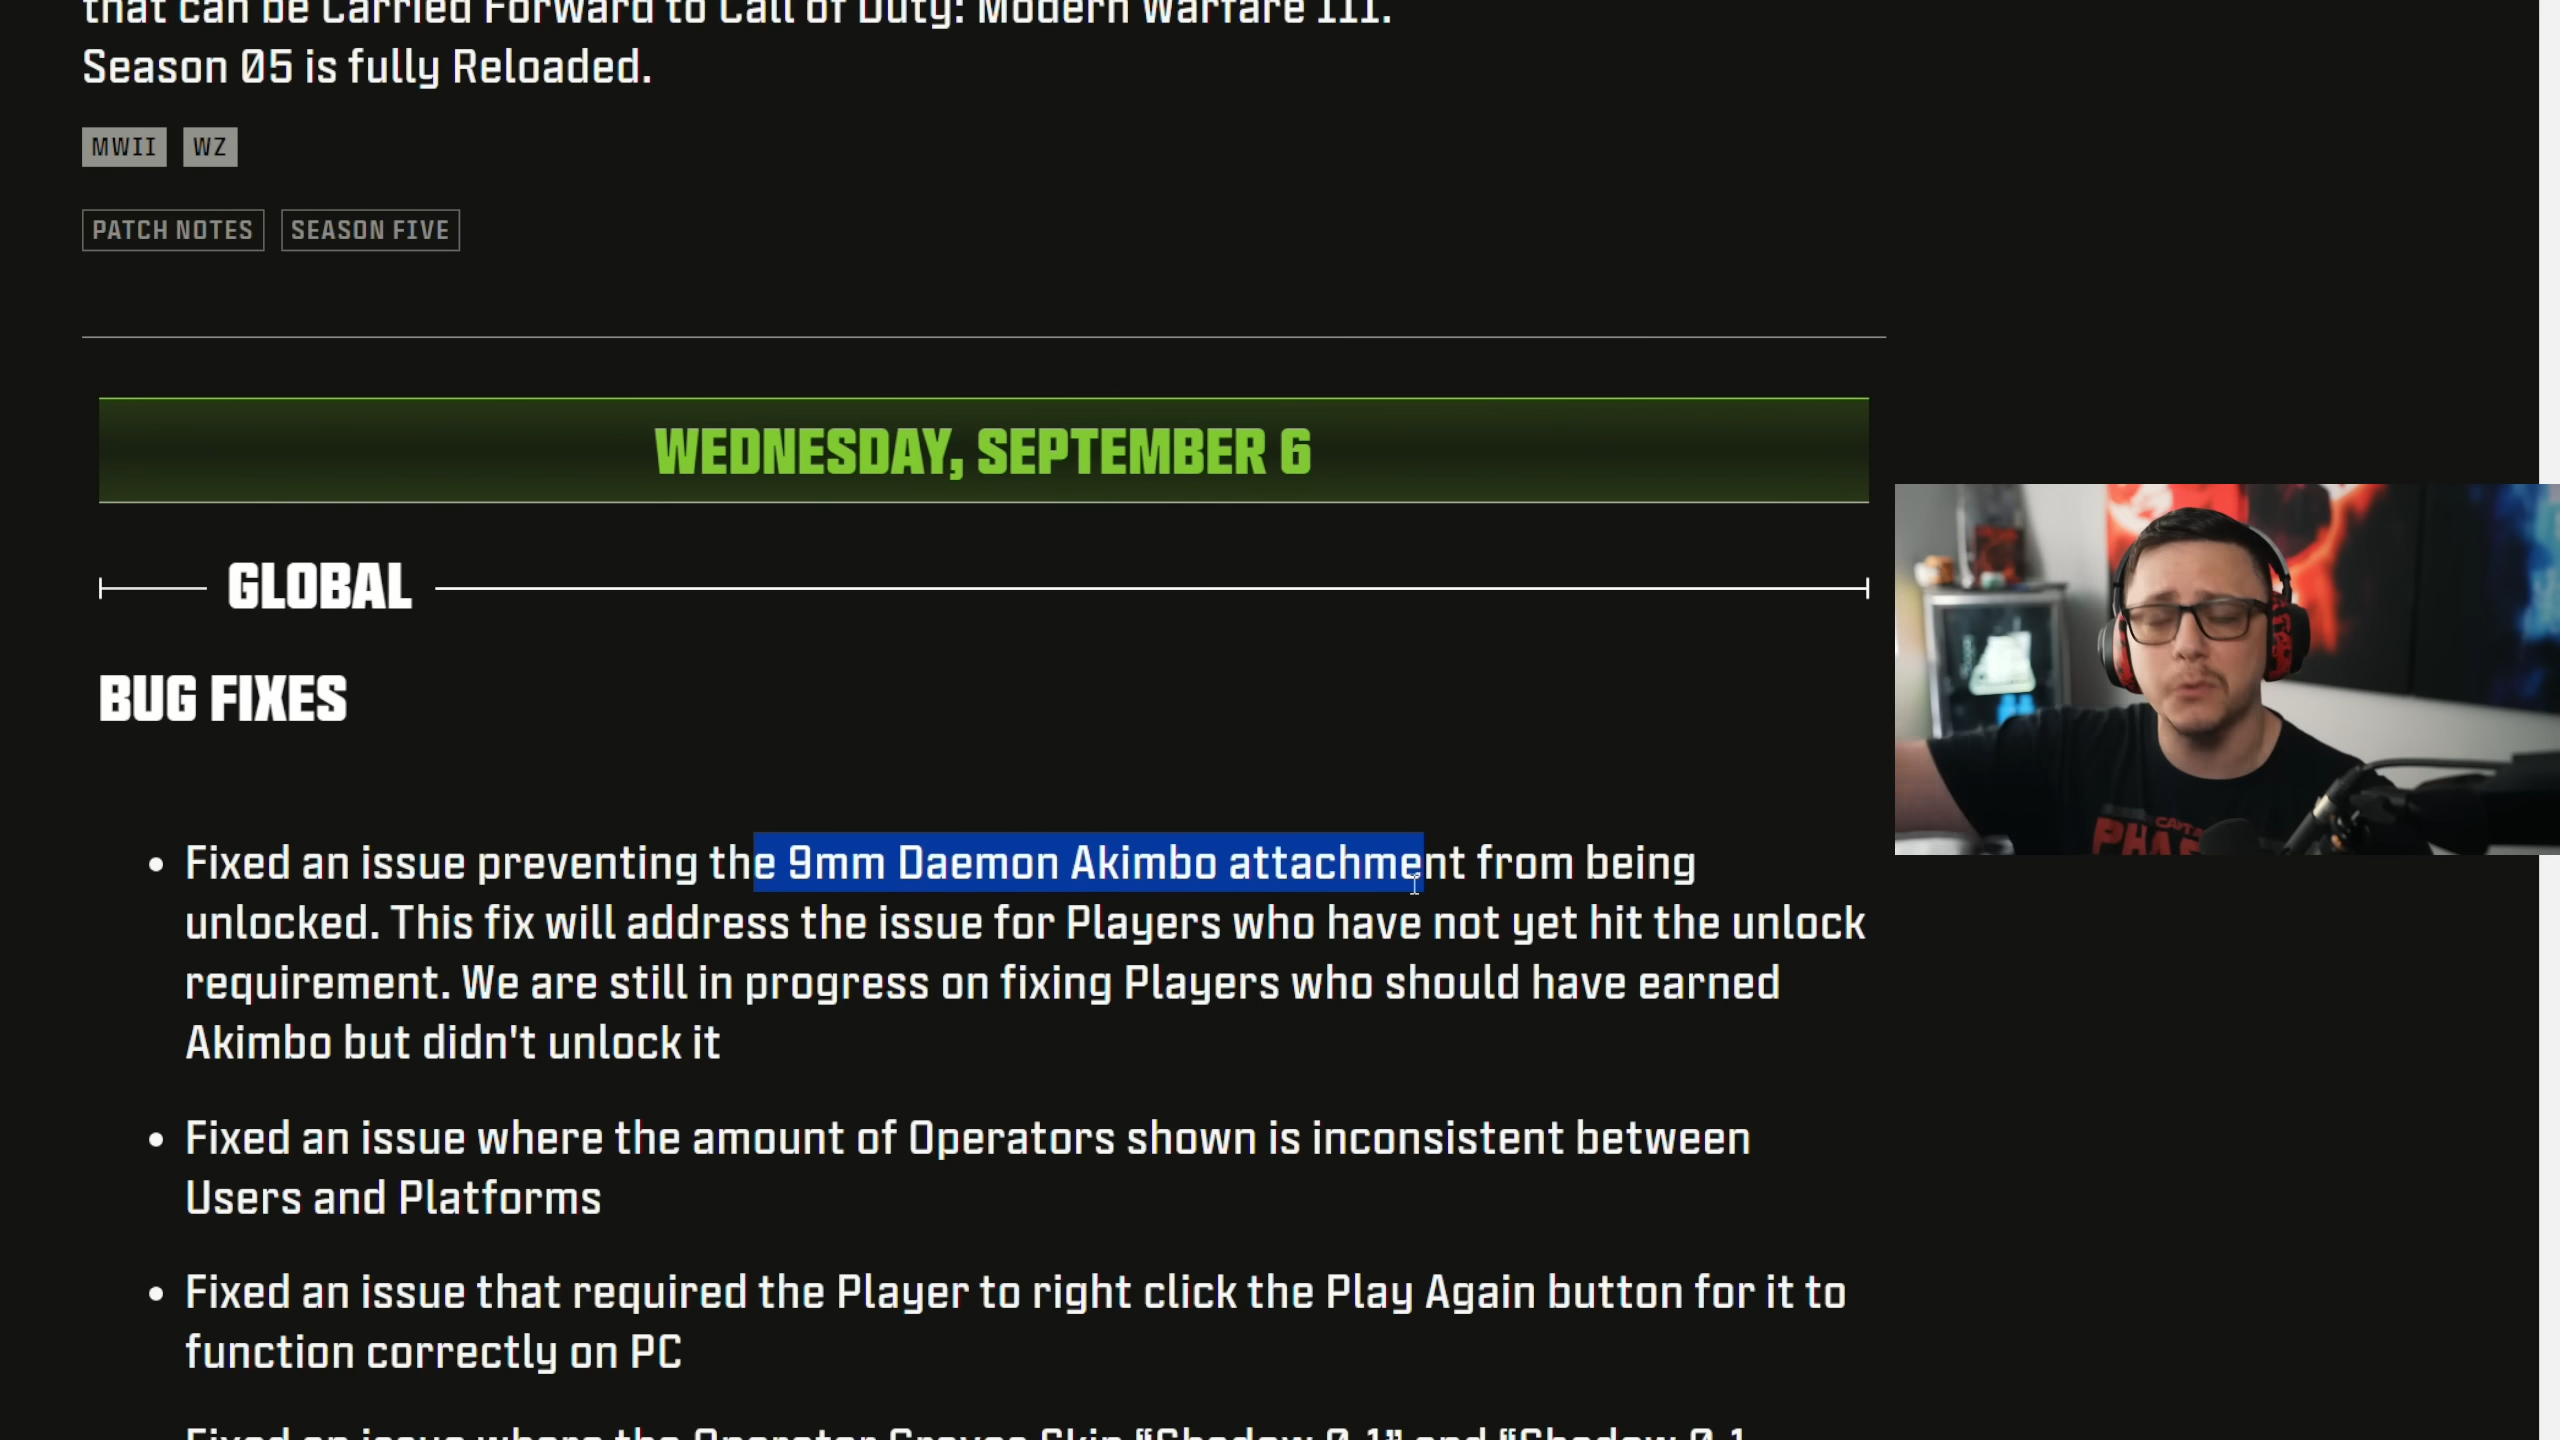 that can be Carried Forward to Call of Duty: Modern Warfare III.
Season 05 is fully Reloaded.
MWII WZ
PATCH NOTES SEASON FIVE
WEDNESDAY, SEPTEMBER 6
GLOBAL
BUG FIXES
• Fixed an issue preventing the 9mm Daemon Akimbo attachment from being
unlocked. This fix will address the issue for Players who have not yet hit the unlock
requirement. We are still in progress on fixing Players who should have earned
Akimbo but didn't unlock it
• Fixed an issue where the amount of Operators shown is inconsistent between
Users and Platforms
• Fixed an issue that required the Player to right click the Play Again button for it to
function correctly on PC
Fixed an issue where the Operator Graves Skin "Shadow 0-1" and "Shadow 0-1